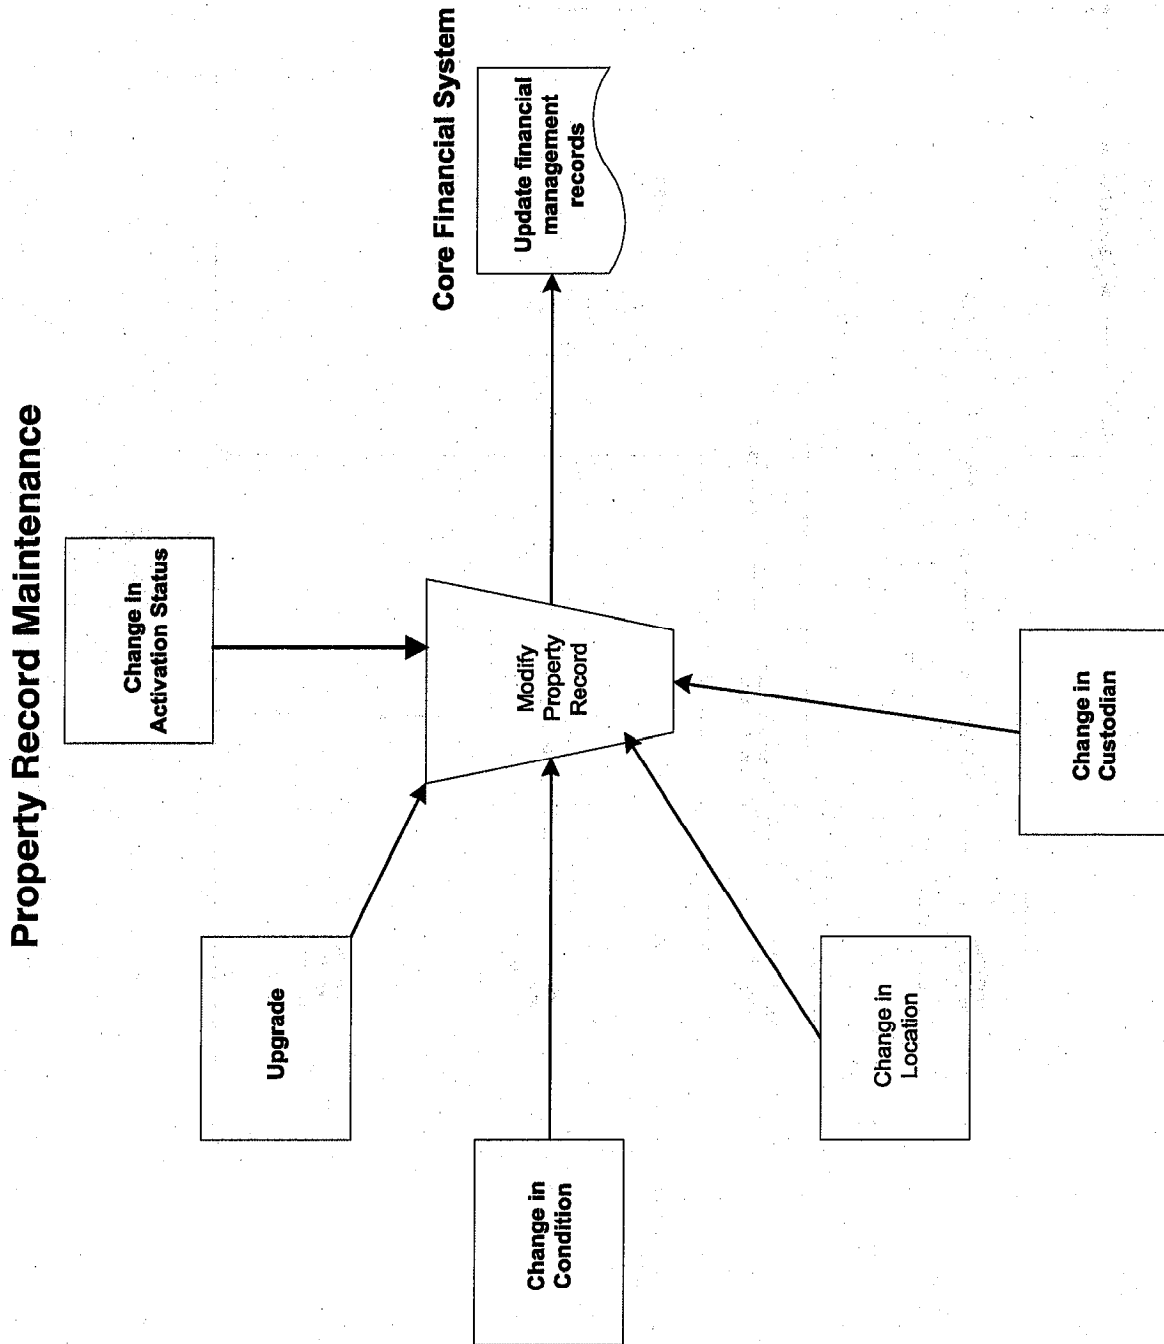 Property Record Maintenance
Change in
Activation Status
Upgrade
Change in
Condition
Modify
Property
Record
Core Financial System
Update financial
management
records
Change in
Location
Change in
Custodian